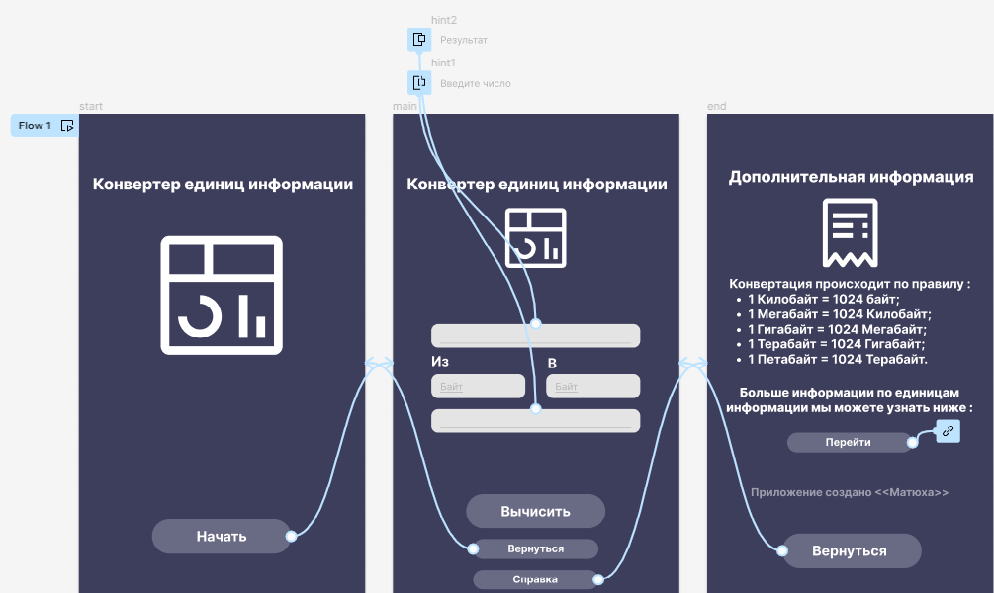 hint2
Результат
hint1
Введите число
start
main
end
Flow 1
Конвертер единиц информации
Начать
Конвертер единиц информации
Из
В
Байт
Байт
Вычисить
Вернуться
Справка
Дополнительная информация
Конвертация происходит по правилу :
• 1 Килобайт = 1024 байт;
• 1 Мегабайт = 1024 Килобайт;
• 1 Гигабайт = 1024 Мегабайт;
• 1 Терабайт = 1024 Гигабайт;
• 1 Петабайт = 1024 Терабайт.
Больше информации по единицам
информации мы можете узнать ниже :
Перейти
Приложение создано <<Матюха>>
Вернуться